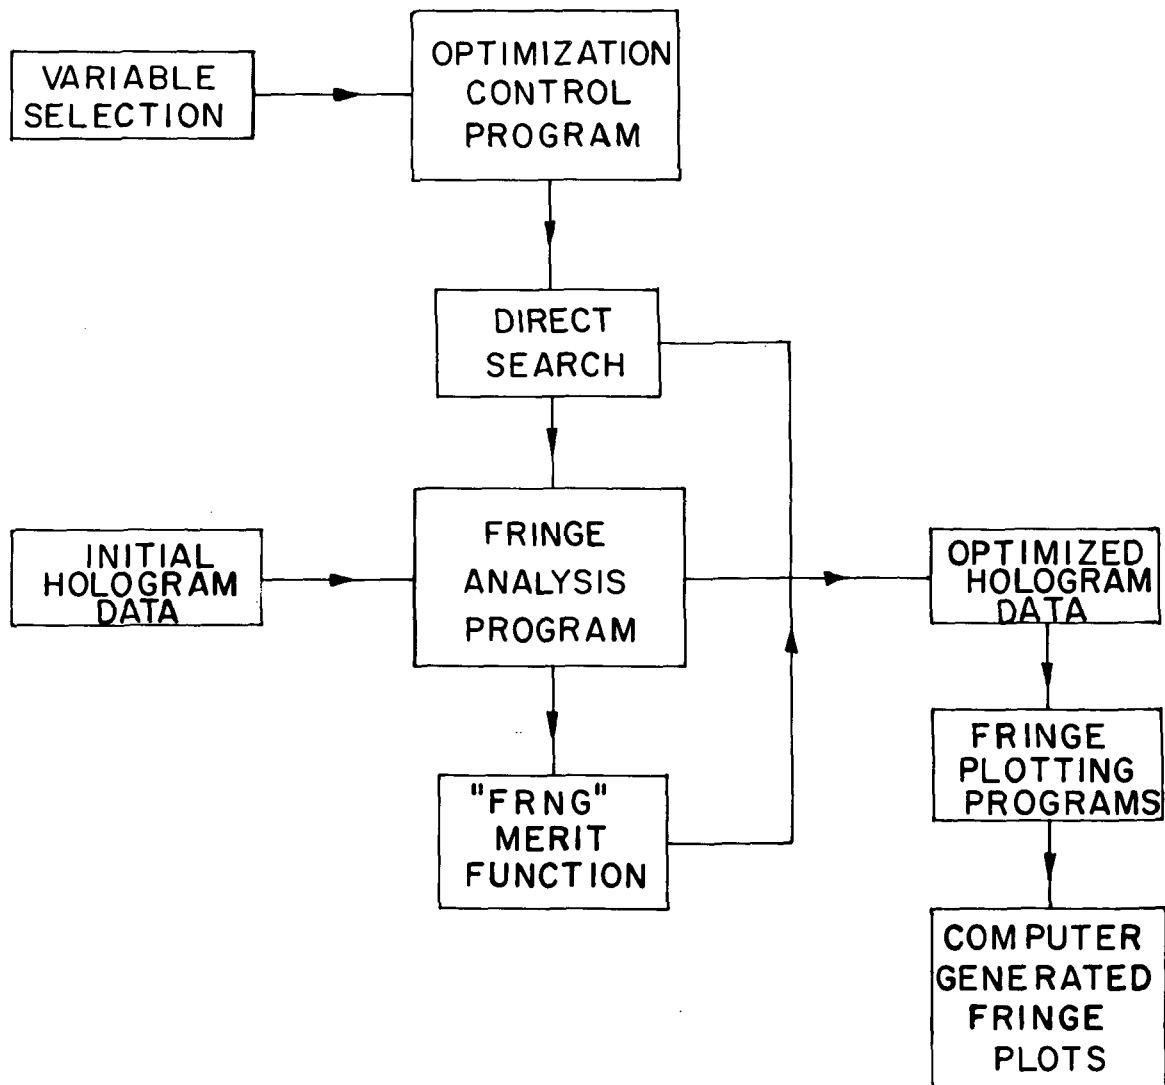 VARIABLE
SELECTION
OPTIMIZATION
CONTROL
PROGRAM
DIRECT
SEARCH
INITIAL
HOLOGRAM
DATA
FRINGE
ANALYSIS
PROGRAM
OPTIMIZED
HOLOGRAM
DATA
"FRNG"
MERIT
FUNCTION
FRINGE
PLOTTING
PROGRAMS
COMPUTER
GENERATED
FRINGE
PLOTS